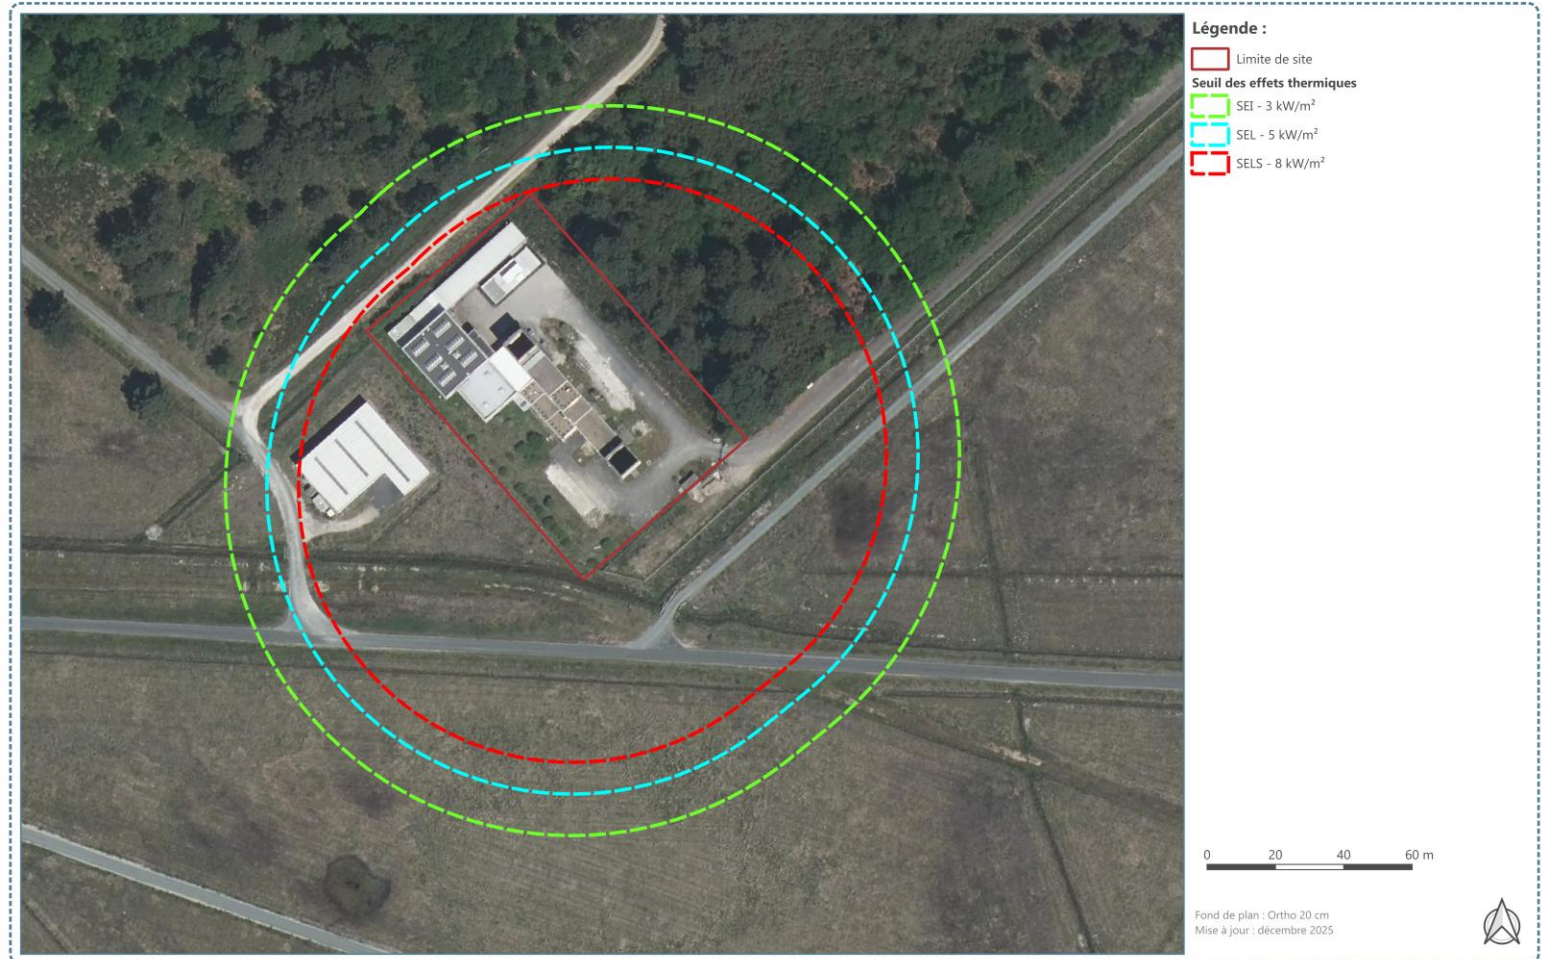 Légende :
Limite de site
Seuil des effets thermiques
SEI - 3 kW/m²
SEL - 5 kW/m²
SELS - 8 kW/m²
0 20 40 60 m
Fond de plan : Ortho 20 cm
Mise à jour : décembre 2025